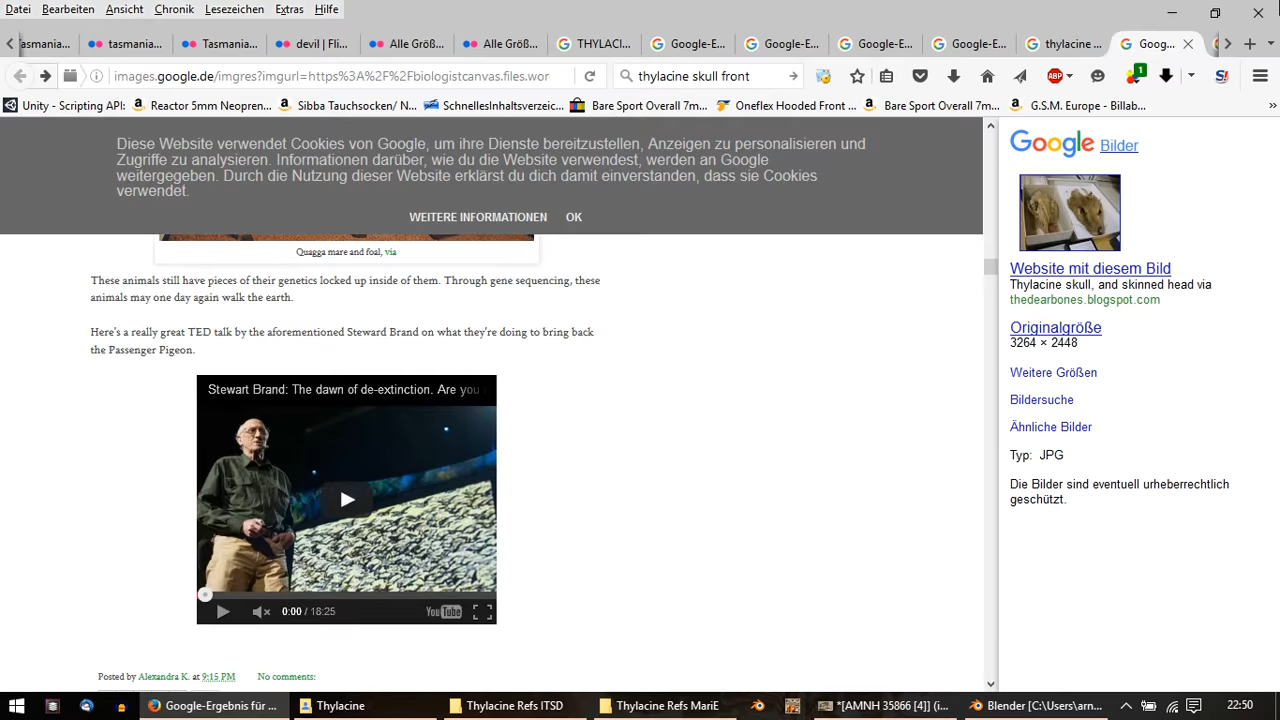 Datei Bearbeiten Ansicht Chronik Lesezeichen Extras Hilfe
asmania... tasmania... Tasmani... devil | Fli... Alle Größ... Alle Größ... THYLACI... Google-E... Google-E... Google-E... Google-E... thylacine ... Goog...
images.google.de/imgres?imgurl=https%3A%2F%2Fbiologistcanvas.files.wor thylacine skull front ABP 1
Unity - Scripting API: Reactor 5mm Neopren... Sibba Tauchsocken/ N... SchnellesInhaltsverzeic... Bare Sport Overall 7m... Oneflex Hooded Front ... Bare Sport Overall 7m... G.S.M. Europe - Billab... »
Diese Website verwendet Cookies von Google, um ihre Dienste bereitzustellen, Anzeigen zu personalisieren und
Zugriffe zu analysieren. Informationen darüber, wie du die Website verwendest, werden an Google
weitergegeben. Durch die Nutzung dieser Website erklärst du dich damit einverstanden, dass sie Cookies
verwendet.
WEITERE INFORMATIONEN OK
Quagga mare and foal, via
These animals still have pieces of their genetics locked up inside of them. Through gene sequencing, these
animals may one day again walk the earth.
Here's a really great TED talk by the aforementioned Steward Brand on what they're doing to bring back
the Passenger Pigeon.
Stewart Brand: The dawn of de-extinction. Are you
0:00 / 18:25 YouTube
Posted by Alexandra K. at 9:15 PM No comments:
Google Bilder
Website mit diesem Bild
Thylacine skull, and skinned head via
thedearbones.blogspot.com
Originalgröße
3264 × 2448
Weitere Größen
Bildersuche
Ähnliche Bilder
Typ: JPG
Die Bilder sind eventuell urheberrechtlich
geschützt.
Google-Ergebnis für ... Thylacine Thylacine Refs ITSD Thylacine Refs MariE *[AMNH 35866 [4]] (i... Blender [C:\Users\arn... 22:50